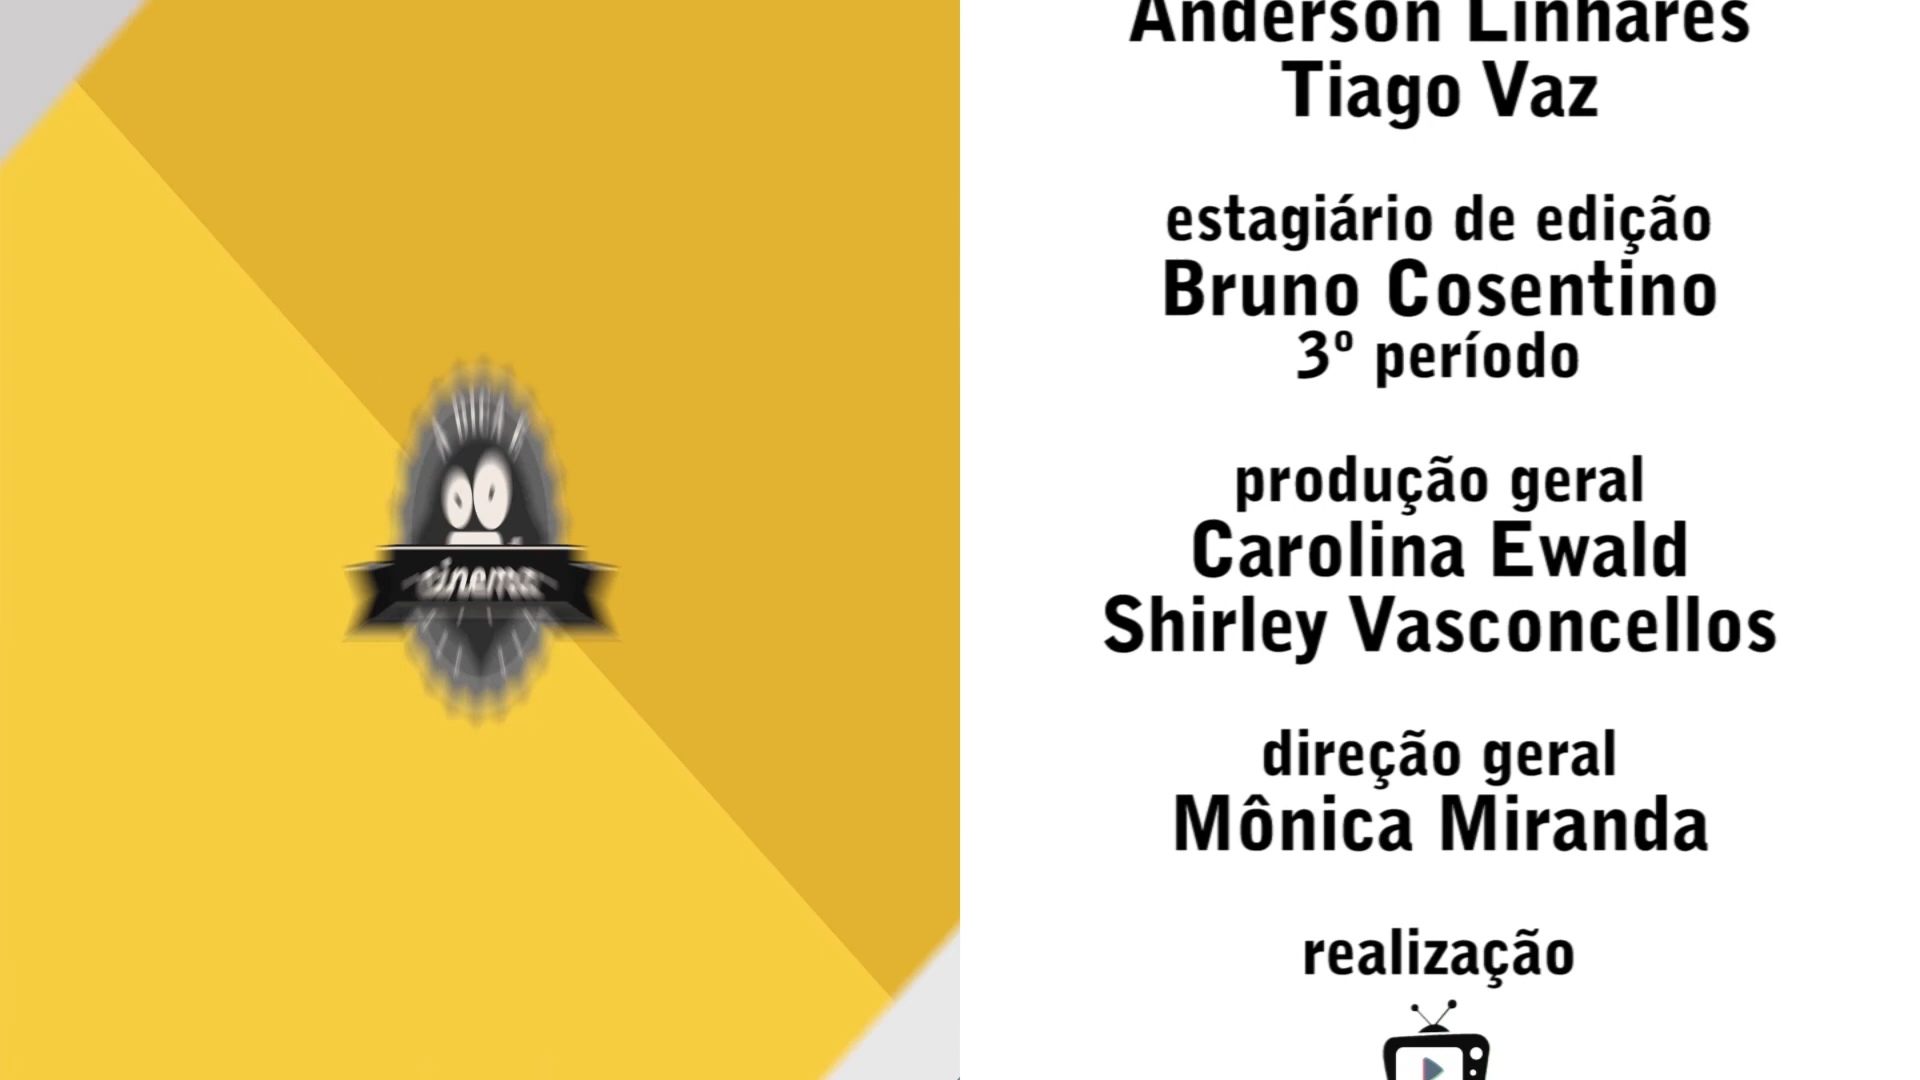 cinema
Anderson Linhares
Tiago Vaz
estagiário de edição
Bruno Cosentino
3º período
produção geral
Carolina Ewald
Shirley Vasconcellos
direção geral
Mônica Miranda
realização